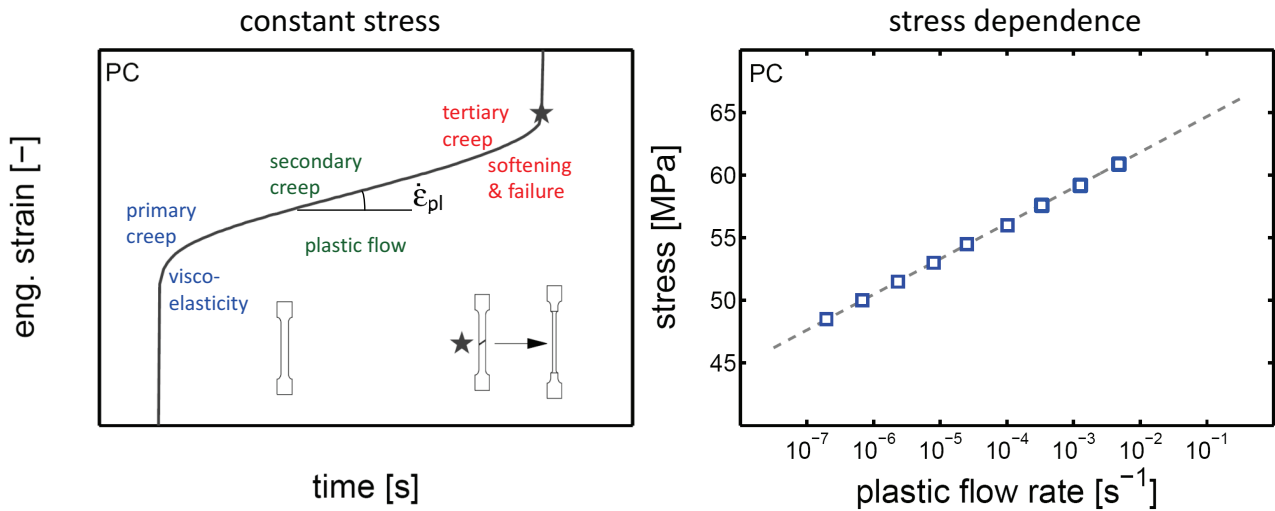 constant stress
PC
eng. strain [−]
time [s]
primary
creep
visco-
elasticity
secondary
creep
ε̇pl
plastic flow
tertiary
creep
softening
& failure
stress dependence
PC
stress [MPa]
65
60
55
50
45
10⁻⁷ 10⁻⁶ 10⁻⁵ 10⁻⁴ 10⁻³ 10⁻² 10⁻¹
plastic flow rate [s⁻¹]